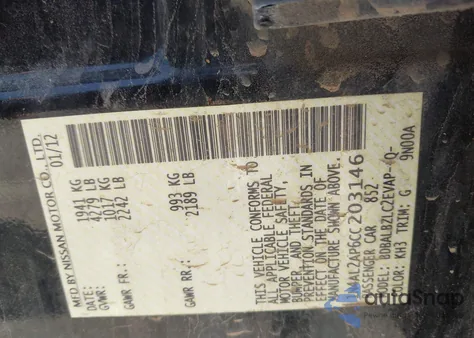 MFD BY NISSAN MOTOR CO., LTD.
01/12
GVWR: 1941 KG
4279 LB
GAWR FR: 1017 KG
2242 LB
GAWR RR: 993 KG
2189 LB
THIS VEHICLE CONFORMS TO
ALL APPLICABLE FEDERAL
MOTOR VEHICLE SAFETY,
BUMPER, AND THEFT
PREVENTION STANDARDS IN
EFFECT ON THE DATE OF
MANUFACTURE SHOWN ABOVE.
1N4AL2AP6CC203146
PASSENGER CAR 852
MODEL: BDBALBZL2EVAP--Q-
COLOR: KH3 TRIM: G 9N00A
autoSnap